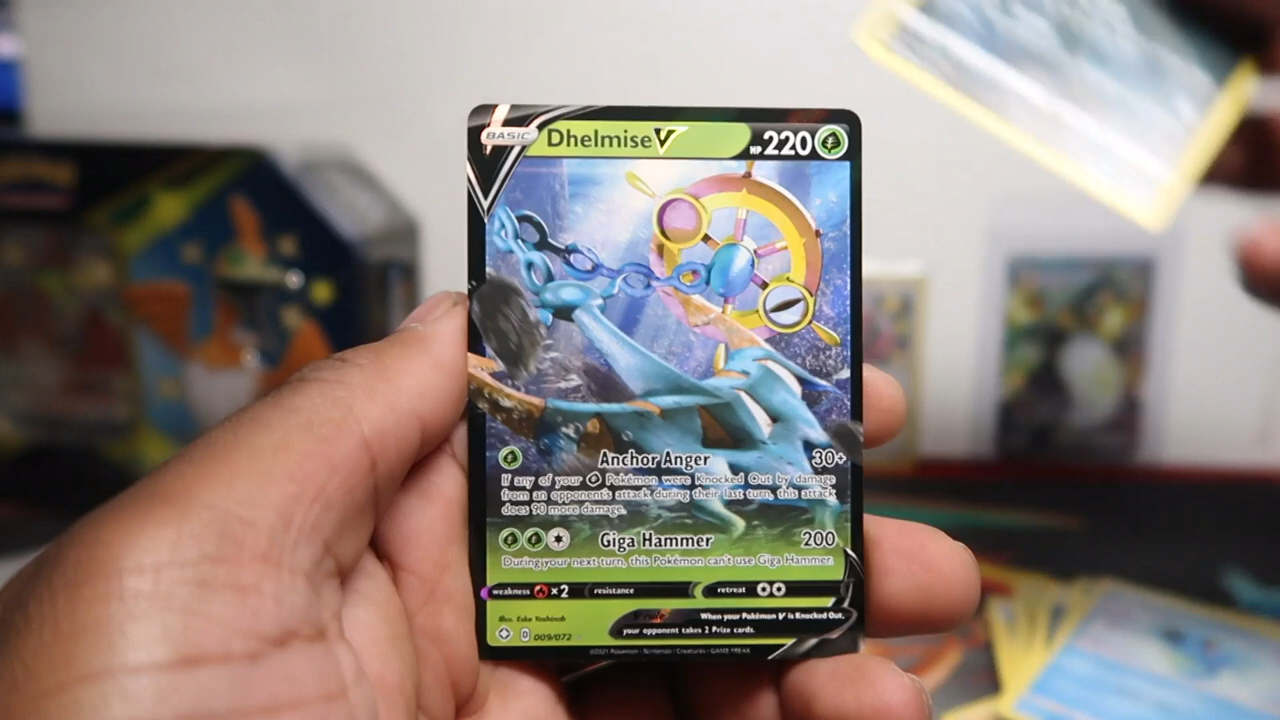 BASIC Dhelmise V HP 220
Anchor Anger 30+
If any of your Pokémon were Knocked Out by damage
from an opponent's attack during their last turn, this attack
does 90 more damage.
Giga Hammer 200
During your next turn, this Pokémon can't use Giga Hammer.
weakness ×2 resistance retreat
Illus. Eske Yoshinob
V rule When your Pokémon V is Knocked Out,
your opponent takes 2 Prize cards.
D 009/072
©2021 Pokémon / Nintendo / Creatures / GAME FREAK